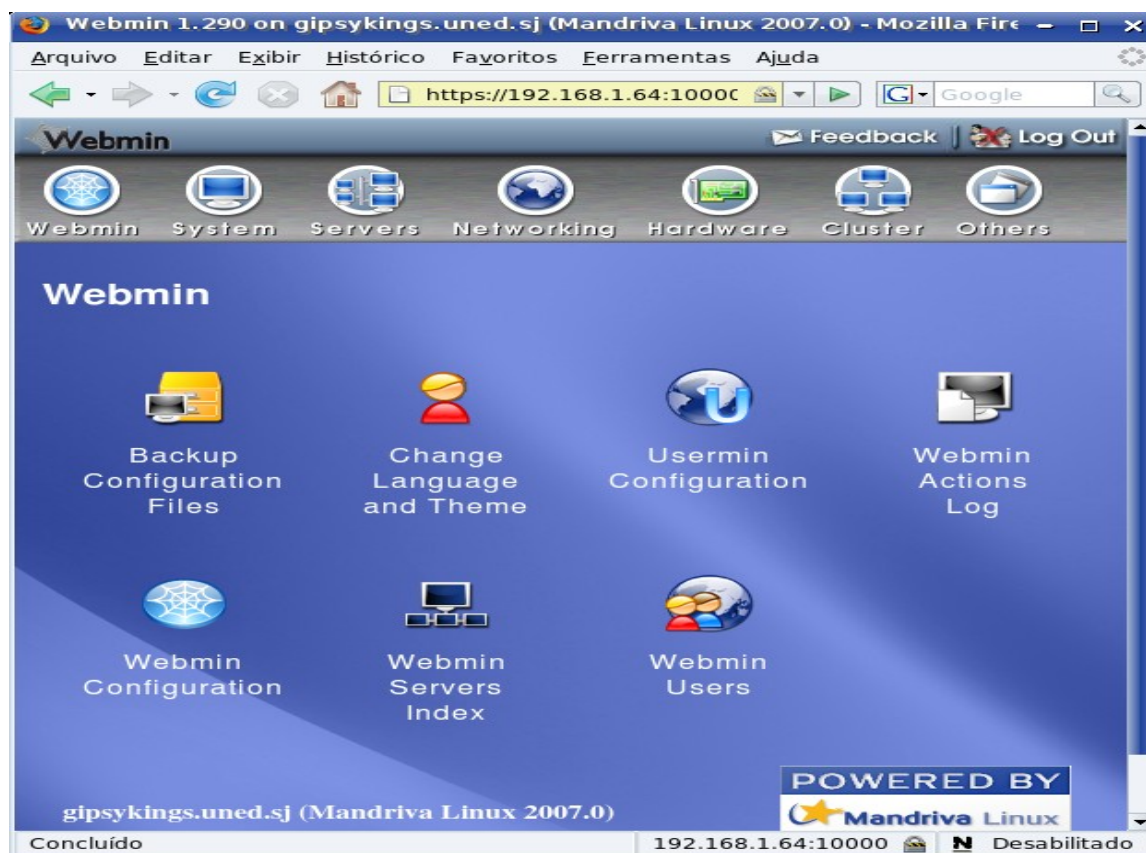 Webmin 1.290 on gipsykings.uned.sj (Mandriva Linux 2007.0) - Mozilla Fire
Arquivo Editar Exibir Histórico Favoritos Ferramentas Ajuda
https://192.168.1.64:10000 G Google
Webmin Feedback Log Out
Webmin System Servers Networking Hardware Cluster Others
Webmin
Backup
Configuration
Files
Change
Language
and Theme
Usermin
Configuration
Webmin
Actions
Log
Webmin
Configuration
Webmin
Servers
Index
Webmin
Users
POWERED BY
Mandriva Linux
gipsykings.uned.sj (Mandriva Linux 2007.0)
Concluído 192.168.1.64:10000 N Desabilitado